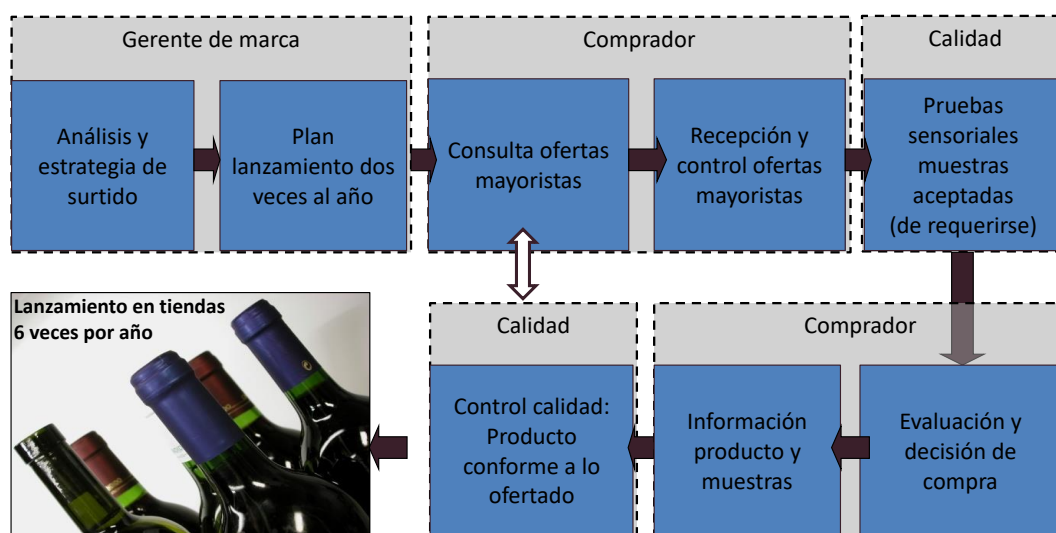 Gerente de marca
Comprador
Calidad
Análisis y
estrategia de
surtido
Plan
lanzamiento dos
veces al año
Consulta ofertas
mayoristas
Recepción y
control ofertas
mayoristas
Pruebas
sensoriales
muestras
aceptadas
(de requerirse)
Lanzamiento en tiendas
6 veces por año
Calidad
Comprador
Control calidad:
Producto
conforme a lo
ofertado
Información
producto y
muestras
Evaluación y
decisión de
compra